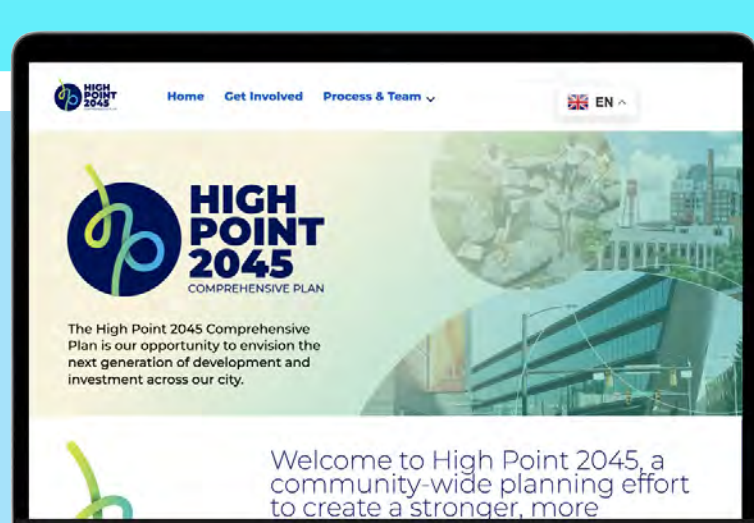 HIGH
POINT
2045
COMPREHENSIVE PLAN
Home Get Involved Process & Team
EN
HIGH
POINT
2045
COMPREHENSIVE PLAN
The High Point 2045 Comprehensive
Plan is our opportunity to envision the
next generation of development and
investment across our city.
Welcome to High Point 2045, a
community-wide planning effort
to create a stronger, more